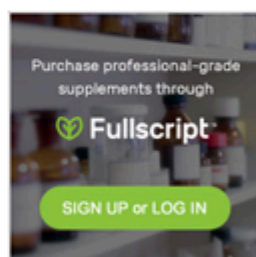 Purchase professional-grade
supplements through
Fullscript
SIGN UP or LOG IN